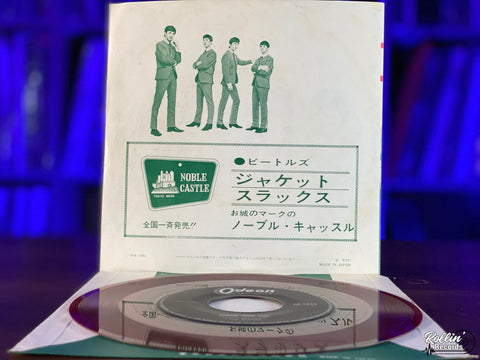 ●ビートルズ
ジャケット
スラックス
お城のマークの
ノーブル・キャッスル
NOBLE
CASTLE
TOKYO MADE
全国一斉発売!!
MADE IN JAPAN
Odeon
Rollin'
Records